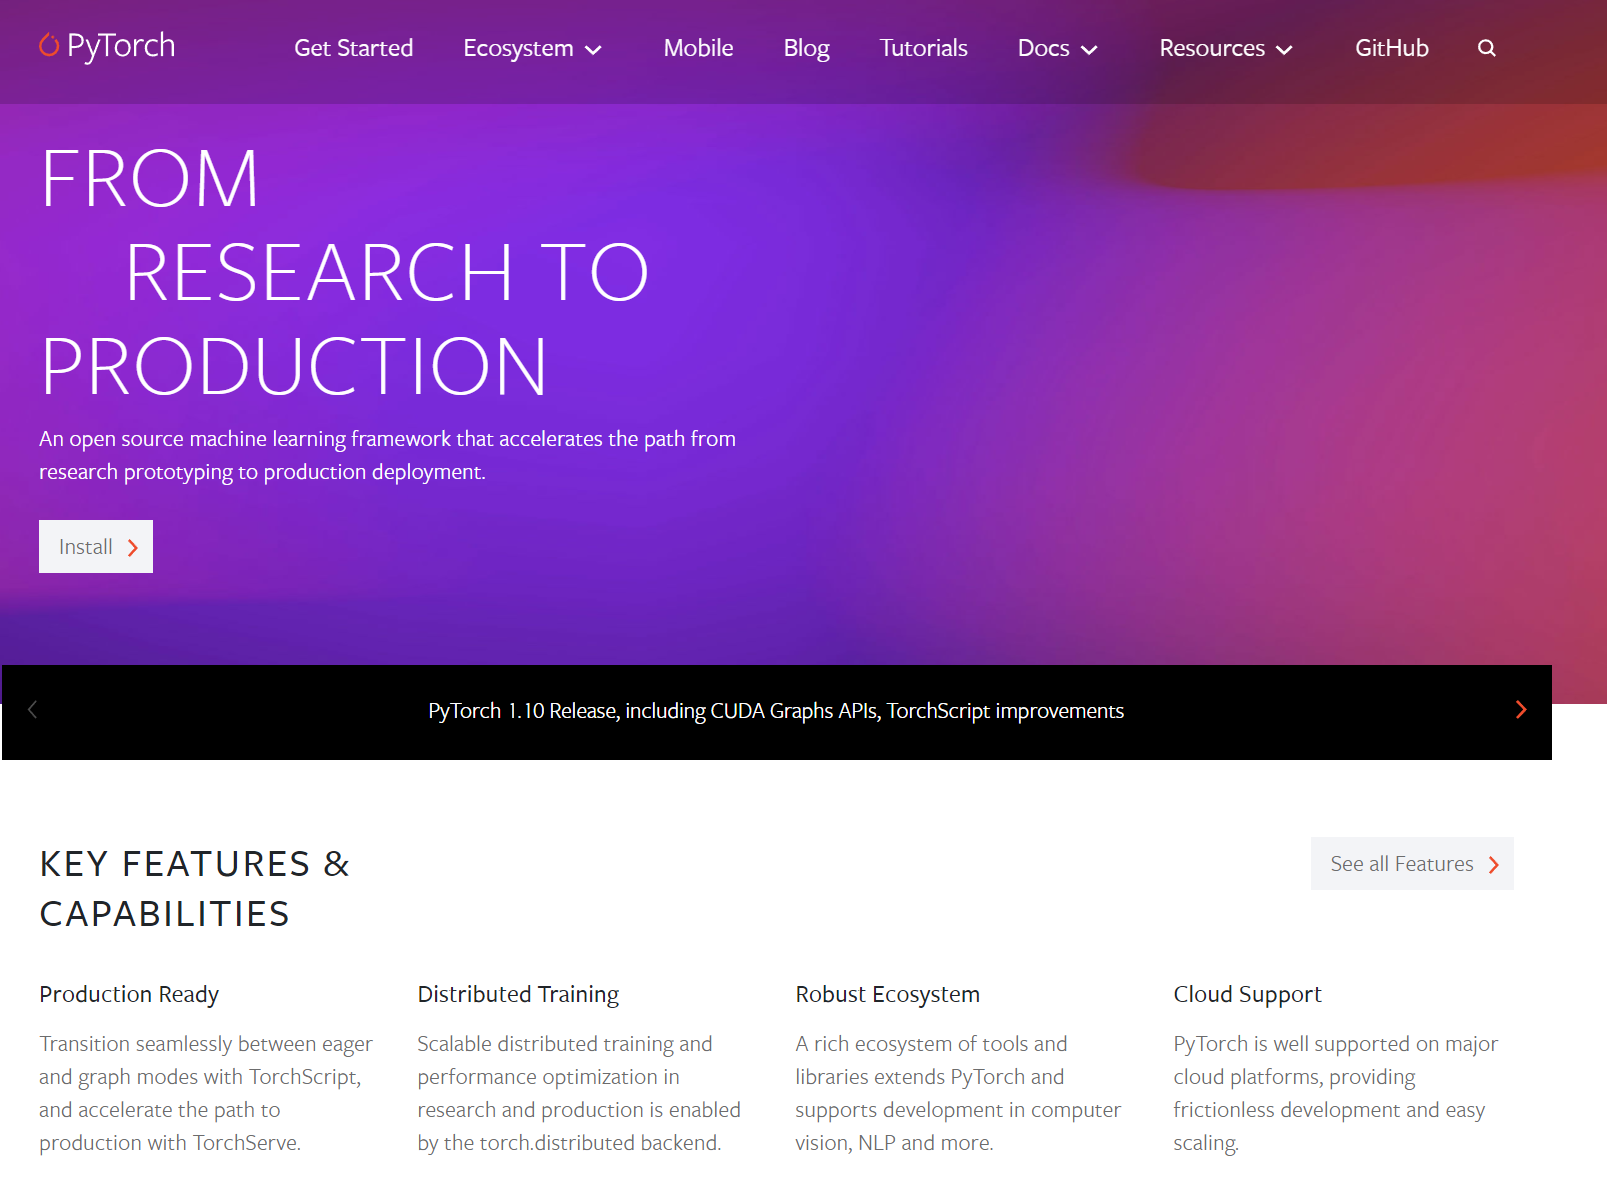 PyTorch
Get Started
Ecosystem
Mobile
Blog
Tutorials
Docs
Resources
GitHub
FROM
RESEARCH TO
PRODUCTION
An open source machine learning framework that accelerates the path from
research prototyping to production deployment.
Install
PyTorch 1.10 Release, including CUDA Graphs APIs, TorchScript improvements
KEY FEATURES &
CAPABILITIES
See all Features
Production Ready
Transition seamlessly between eager
and graph modes with TorchScript,
and accelerate the path to
production with TorchServe.
Distributed Training
Scalable distributed training and
performance optimization in
research and production is enabled
by the torch.distributed backend.
Robust Ecosystem
A rich ecosystem of tools and
libraries extends PyTorch and
supports development in computer
vision, NLP and more.
Cloud Support
PyTorch is well supported on major
cloud platforms, providing
frictionless development and easy
scaling.